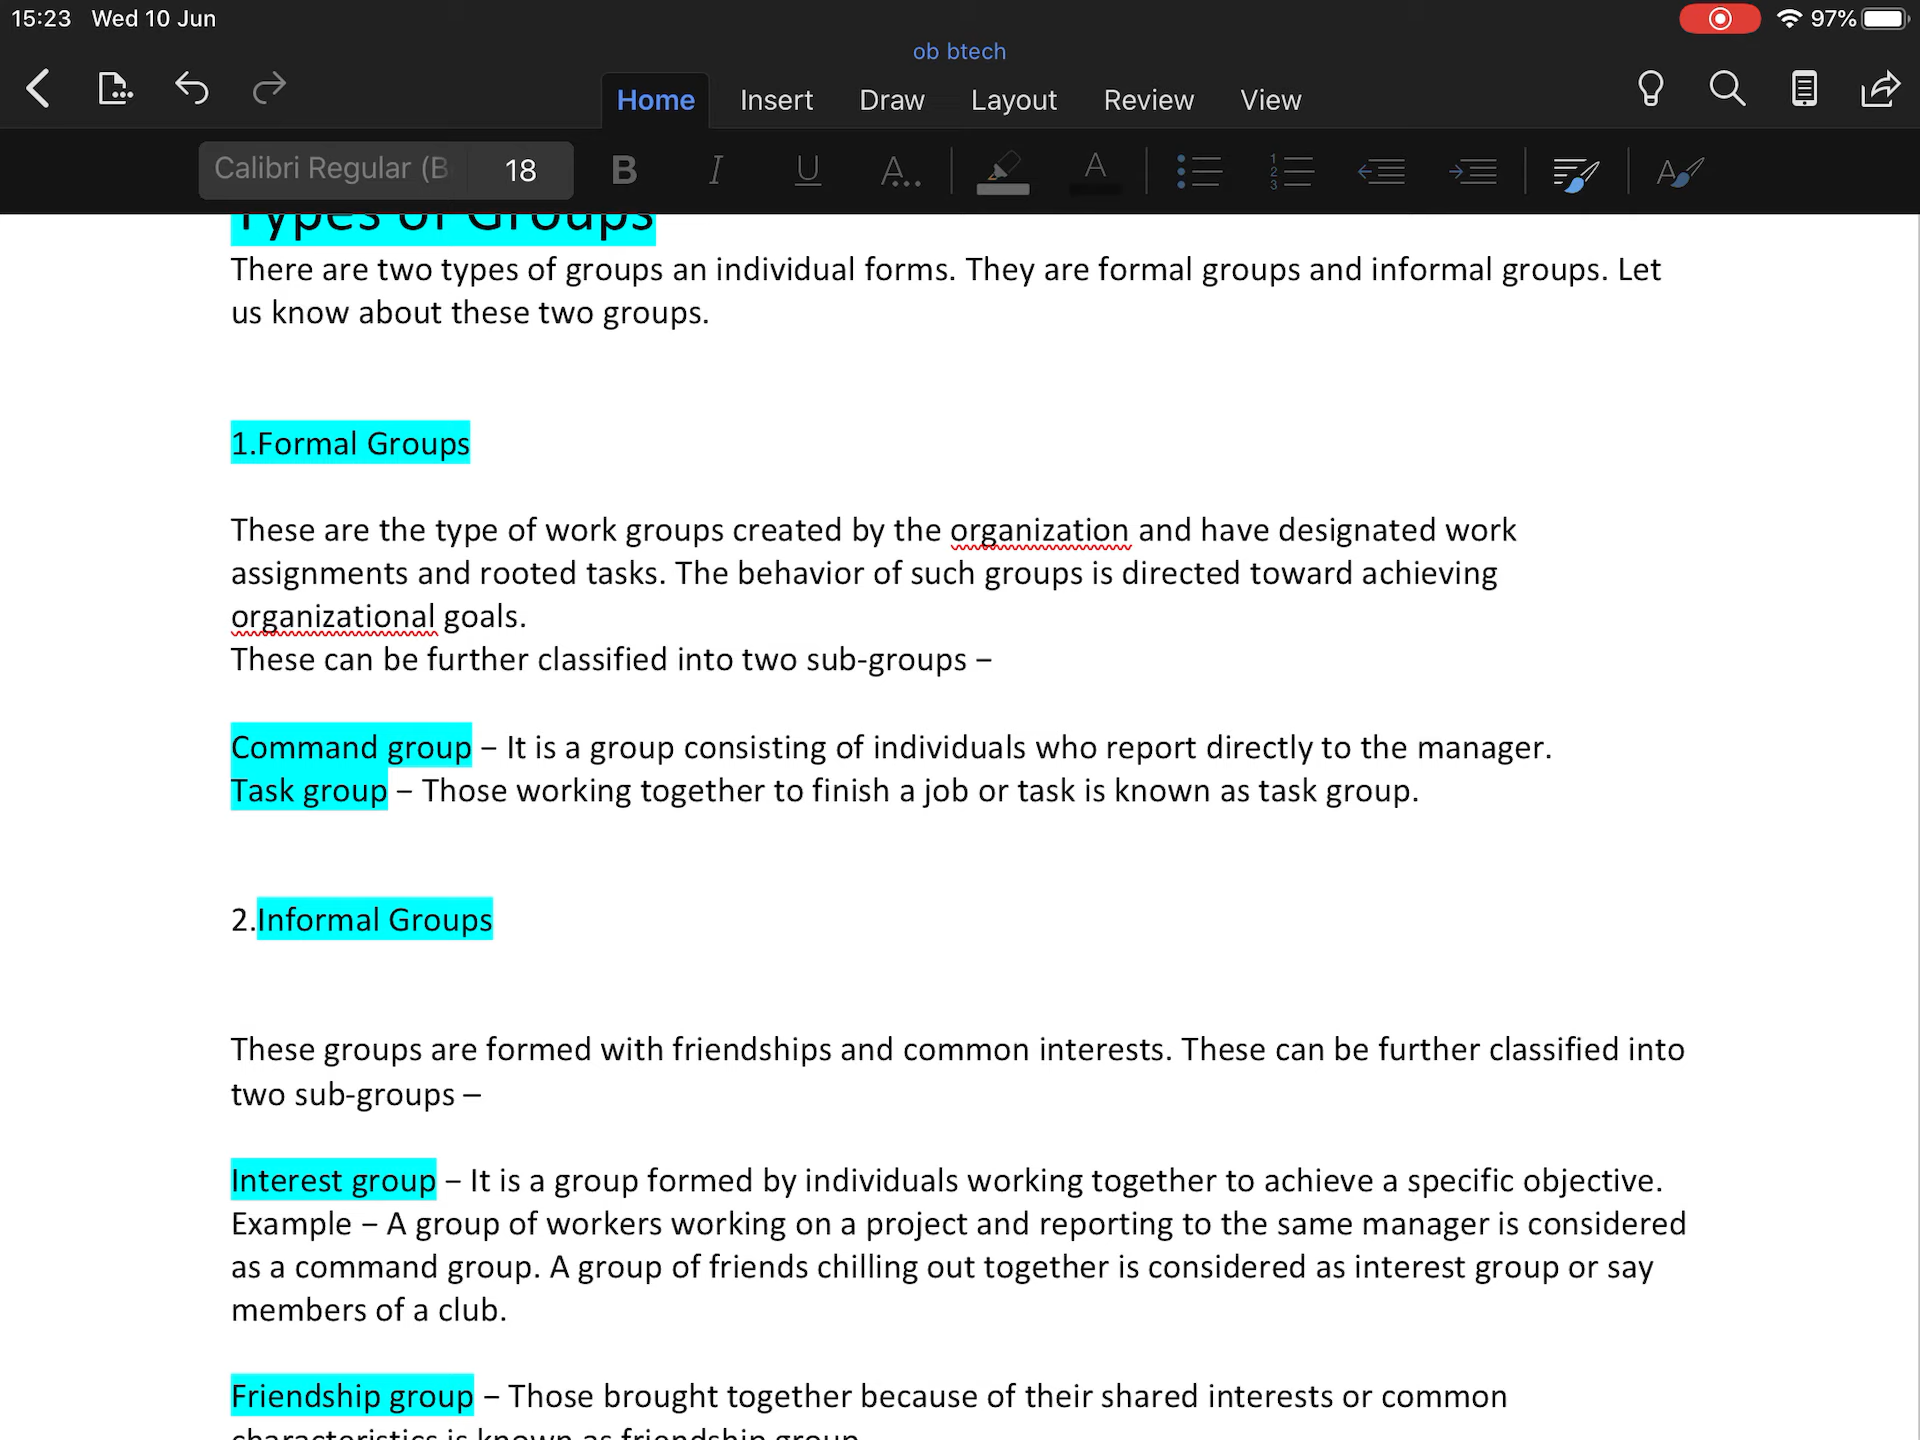 15:23 Wed 10 Jun
97%
ob btech
Home Insert Draw Layout Review View
Calibri Regular (B 18 B I U A... A
Types of Groups
There are two types of groups an individual forms. They are formal groups and informal groups. Let
us know about these two groups.
1.Formal Groups
These are the type of work groups created by the organization and have designated work
assignments and rooted tasks. The behavior of such groups is directed toward achieving
organizational goals.
These can be further classified into two sub-groups –
Command group – It is a group consisting of individuals who report directly to the manager.
Task group – Those working together to finish a job or task is known as task group.
2.Informal Groups
These groups are formed with friendships and common interests. These can be further classified into
two sub-groups –
Interest group – It is a group formed by individuals working together to achieve a specific objective.
Example – A group of workers working on a project and reporting to the same manager is considered
as a command group. A group of friends chilling out together is considered as interest group or say
members of a club.
Friendship group – Those brought together because of their shared interests or common
characteristics is known as friendship group.